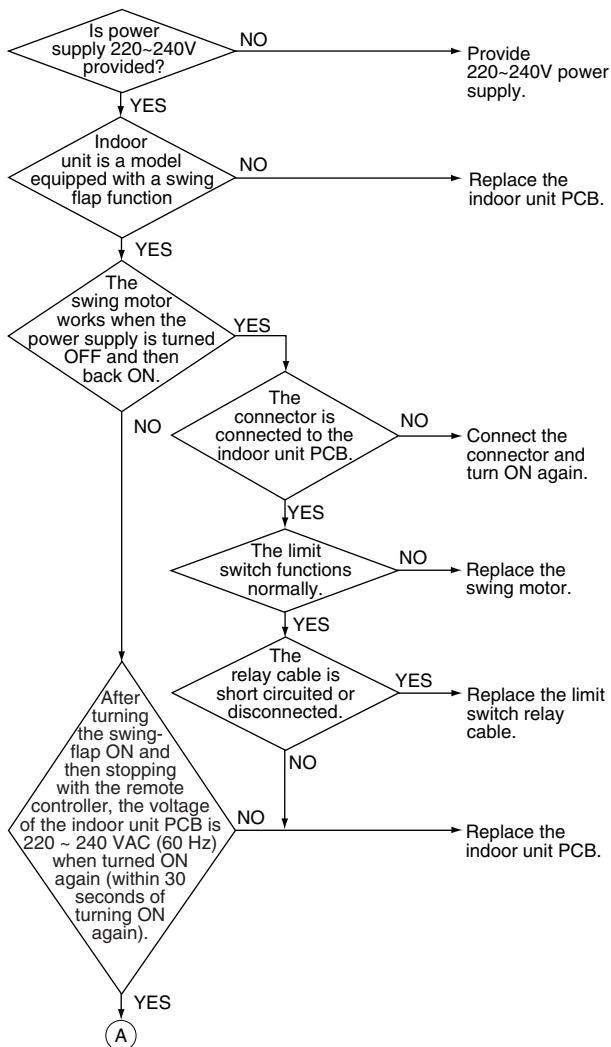 Is power
supply 220~240V
provided?
NO
Provide
220~240V power
supply.
YES
Indoor
unit is a model
equipped with a swing
flap function
NO
Replace the
indoor unit PCB.
YES
The
swing motor
works when the
power supply is turned
OFF and then
back ON.
YES
NO
The
connector is
connected to the
indoor unit PCB.
NO
Connect the
connector and
turn ON again.
YES
The limit
switch functions
normally.
NO
Replace the
swing motor.
YES
The
relay cable is
short circuited or
disconnected.
YES
Replace the limit
switch relay
cable.
NO
After
turning
the swing-
flap ON and
then stopping
with the remote
controller, the voltage
of the indoor unit PCB is
220 ~ 240 VAC (60 Hz)
when turned ON
again (within 30
seconds of
turning ON
again).
NO
Replace the
indoor unit PCB.
YES
A